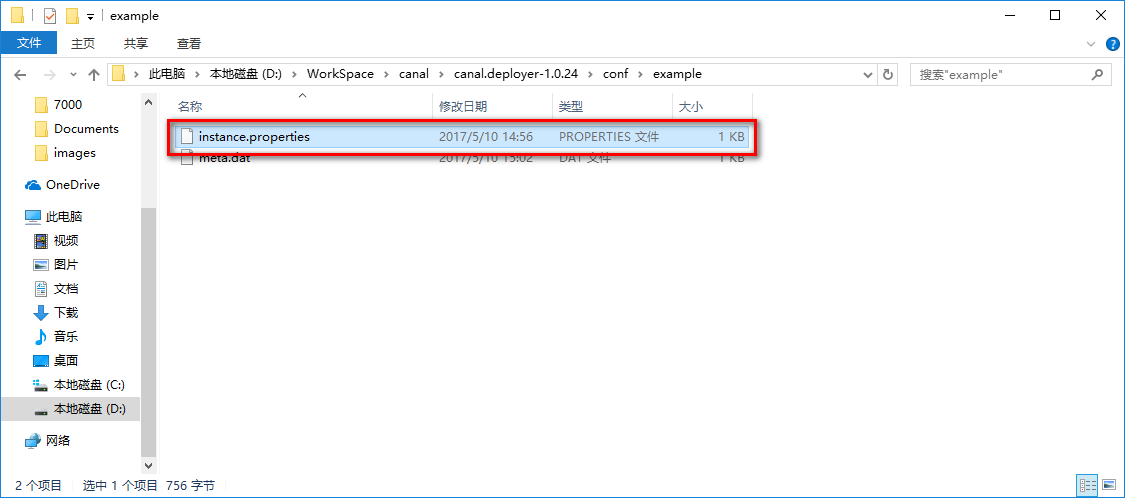 example
文件 主页 共享 查看
此电脑 本地磁盘 (D:) WorkSpace canal canal.deployer-1.0.24 conf example 搜索"example"
名称 修改日期 类型 大小
7000
Documents
images
OneDrive
此电脑
视频
图片
文档
下载
音乐
桌面
本地磁盘 (C:)
本地磁盘 (D:)
网络
instance.properties 2017/5/10 14:56 PROPERTIES 文件 1 KB
meta.dat 2017/5/10 15:02 DAT 文件 1 KB
2 个项目 选中 1 个项目 756 字节